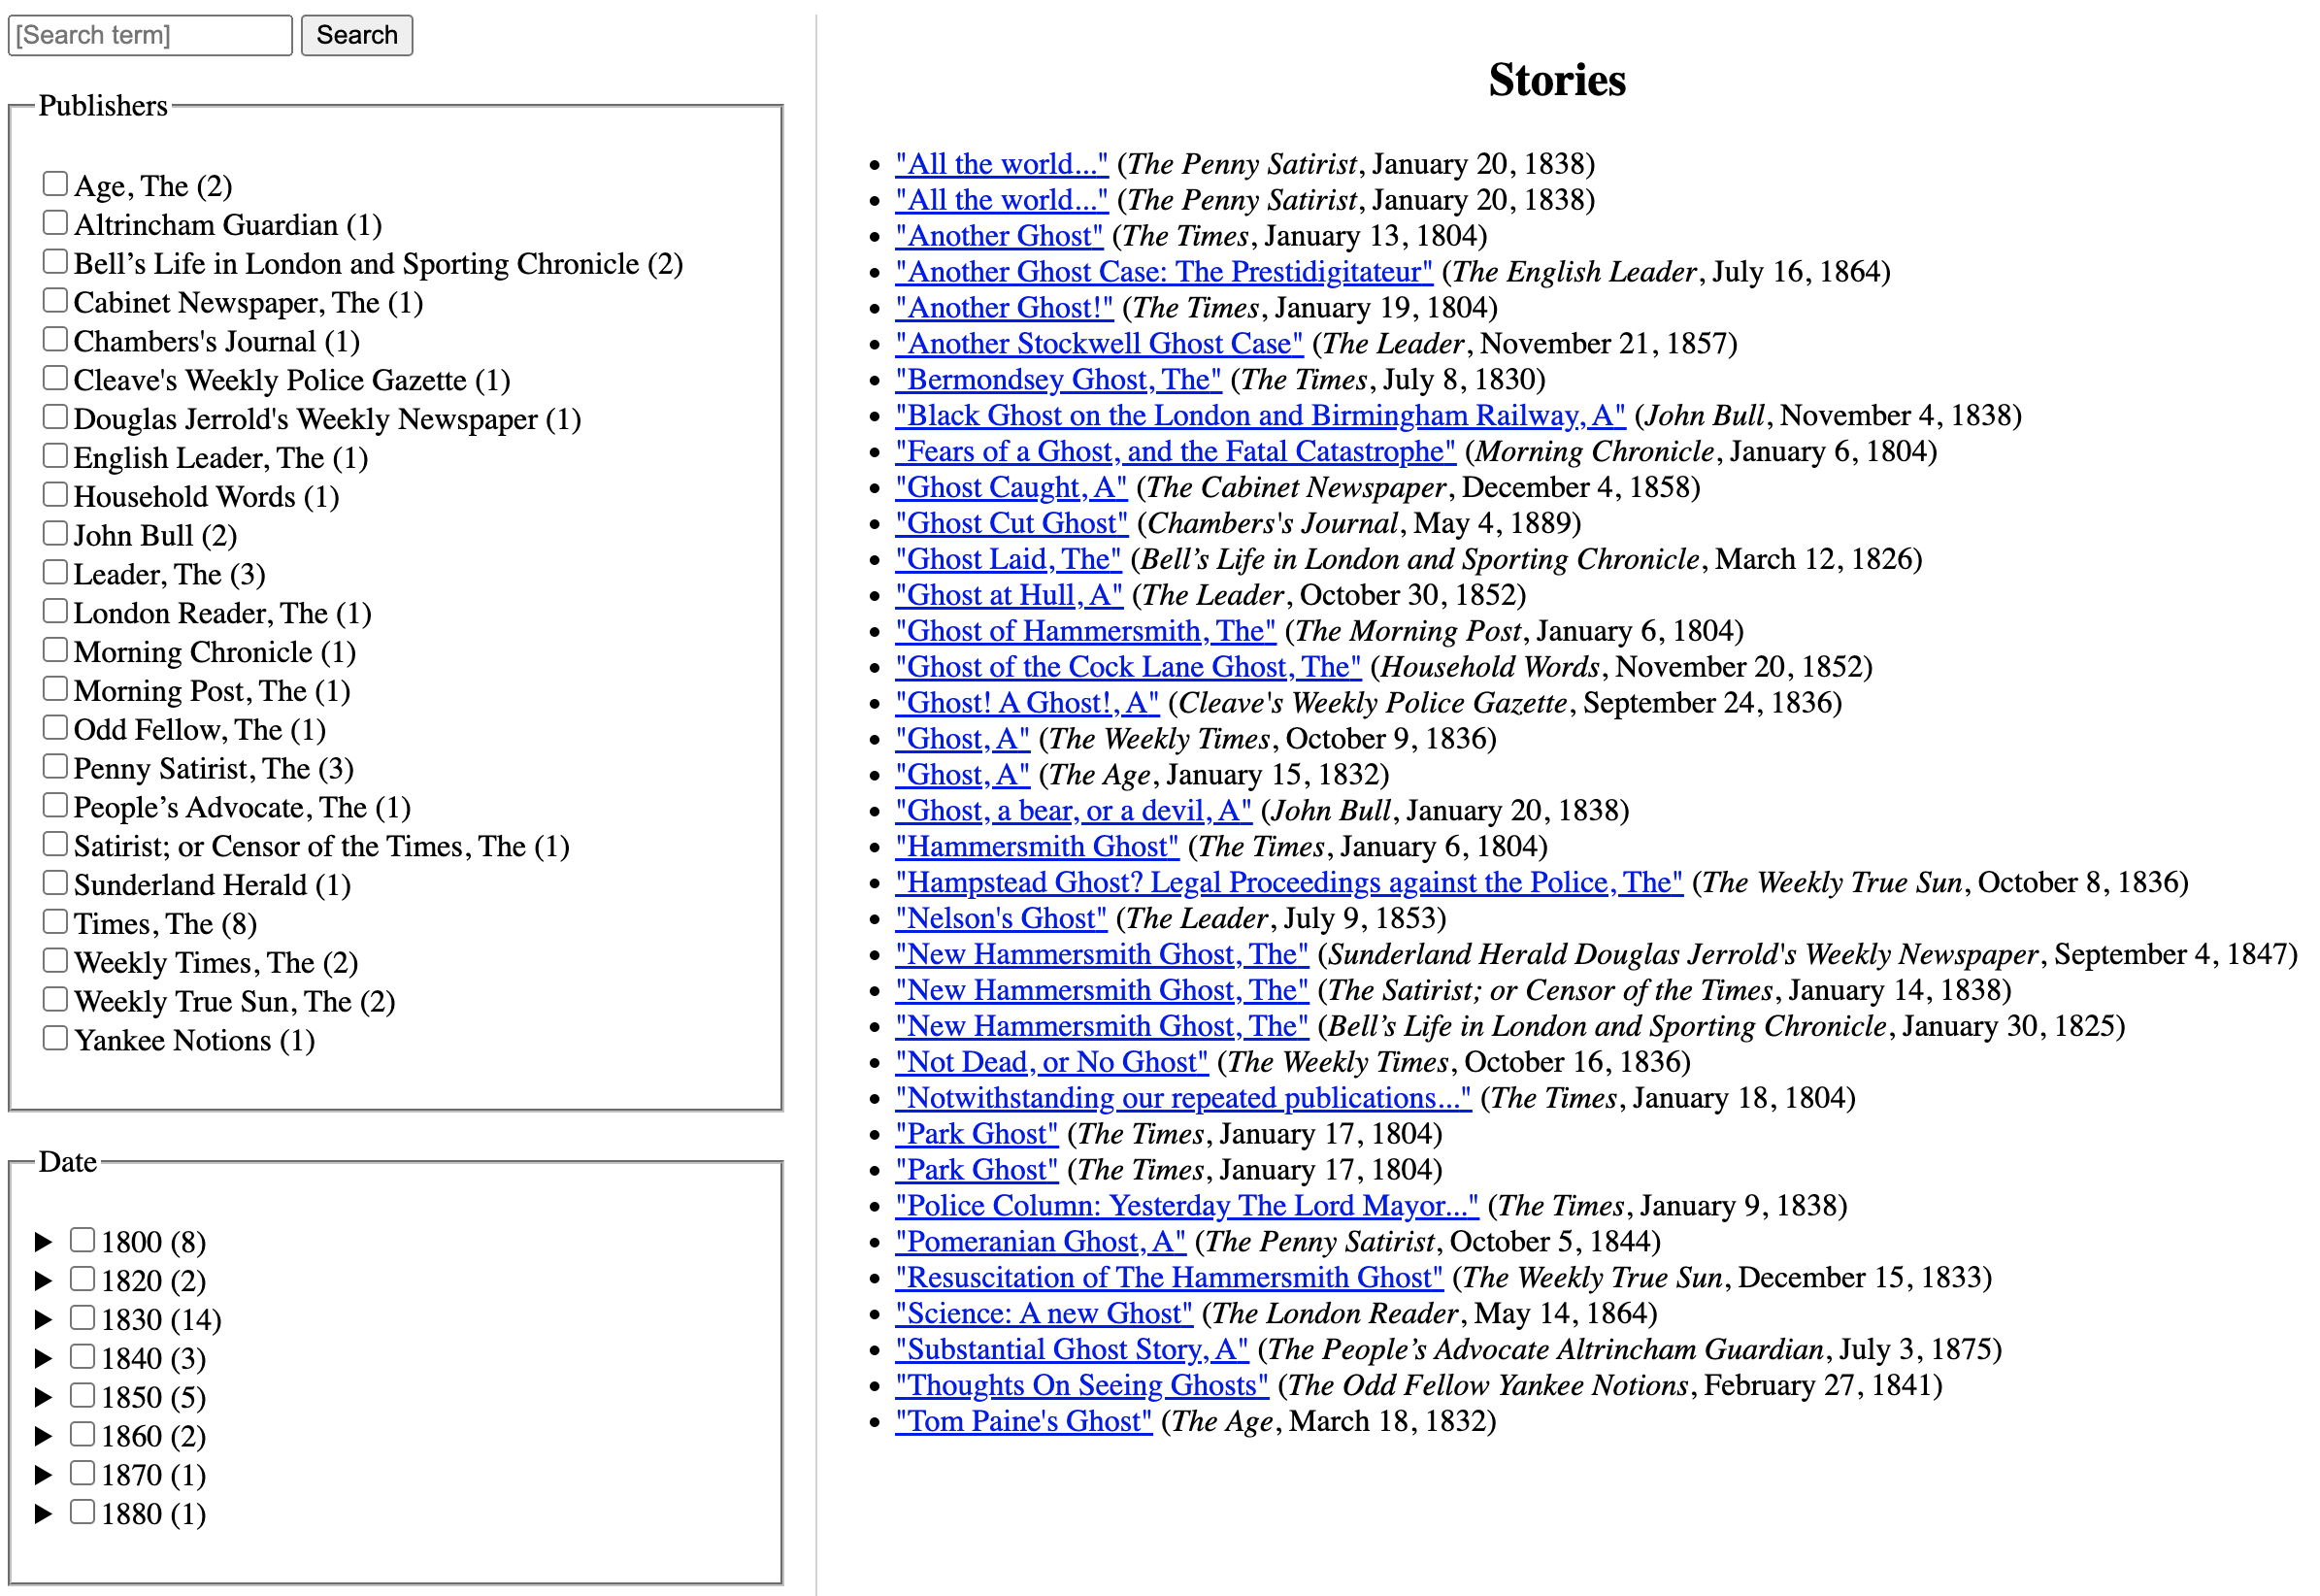 [Search term] Search
Publishers
Age, The (2)
Altrincham Guardian (1)
Bell’s Life in London and Sporting Chronicle (2)
Cabinet Newspaper, The (1)
Chambers's Journal (1)
Cleave's Weekly Police Gazette (1)
Douglas Jerrold's Weekly Newspaper (1)
English Leader, The (1)
Household Words (1)
John Bull (2)
Leader, The (3)
London Reader, The (1)
Morning Chronicle (1)
Morning Post, The (1)
Odd Fellow, The (1)
Penny Satirist, The (3)
People’s Advocate, The (1)
Satirist; or Censor of the Times, The (1)
Sunderland Herald (1)
Times, The (8)
Weekly Times, The (2)
Weekly True Sun, The (2)
Yankee Notions (1)
Date
1800 (8)
1820 (2)
1830 (14)
1840 (3)
1850 (5)
1860 (2)
1870 (1)
1880 (1)
Stories
"All the world..." (The Penny Satirist, January 20, 1838)
"All the world..." (The Penny Satirist, January 20, 1838)
"Another Ghost" (The Times, January 13, 1804)
"Another Ghost Case: The Prestidigitateur" (The English Leader, July 16, 1864)
"Another Ghost!" (The Times, January 19, 1804)
"Another Stockwell Ghost Case" (The Leader, November 21, 1857)
"Bermondsey Ghost, The" (The Times, July 8, 1830)
"Black Ghost on the London and Birmingham Railway, A" (John Bull, November 4, 1838)
"Fears of a Ghost, and the Fatal Catastrophe" (Morning Chronicle, January 6, 1804)
"Ghost Caught, A" (The Cabinet Newspaper, December 4, 1858)
"Ghost Cut Ghost" (Chambers's Journal, May 4, 1889)
"Ghost Laid, The" (Bell’s Life in London and Sporting Chronicle, March 12, 1826)
"Ghost at Hull, A" (The Leader, October 30, 1852)
"Ghost of Hammersmith, The" (The Morning Post, January 6, 1804)
"Ghost of the Cock Lane Ghost, The" (Household Words, November 20, 1852)
"Ghost! A Ghost!, A" (Cleave's Weekly Police Gazette, September 24, 1836)
"Ghost, A" (The Weekly Times, October 9, 1836)
"Ghost, A" (The Age, January 15, 1832)
"Ghost, a bear, or a devil, A" (John Bull, January 20, 1838)
"Hammersmith Ghost" (The Times, January 6, 1804)
"Hampstead Ghost? Legal Proceedings against the Police, The" (The Weekly True Sun, October 8, 1836)
"Nelson's Ghost" (The Leader, July 9, 1853)
"New Hammersmith Ghost, The" (Sunderland Herald Douglas Jerrold's Weekly Newspaper, September 4, 1847)
"New Hammersmith Ghost, The" (The Satirist; or Censor of the Times, January 14, 1838)
"New Hammersmith Ghost, The" (Bell’s Life in London and Sporting Chronicle, January 30, 1825)
"Not Dead, or No Ghost" (The Weekly Times, October 16, 1836)
"Notwithstanding our repeated publications..." (The Times, January 18, 1804)
"Park Ghost" (The Times, January 17, 1804)
"Park Ghost" (The Times, January 17, 1804)
"Police Column: Yesterday The Lord Mayor..." (The Times, January 9, 1838)
"Pomeranian Ghost, A" (The Penny Satirist, October 5, 1844)
"Resuscitation of The Hammersmith Ghost" (The Weekly True Sun, December 15, 1833)
"Science: A new Ghost" (The London Reader, May 14, 1864)
"Substantial Ghost Story, A" (The People’s Advocate Altrincham Guardian, July 3, 1875)
"Thoughts On Seeing Ghosts" (The Odd Fellow Yankee Notions, February 27, 1841)
"Tom Paine's Ghost" (The Age, March 18, 1832)